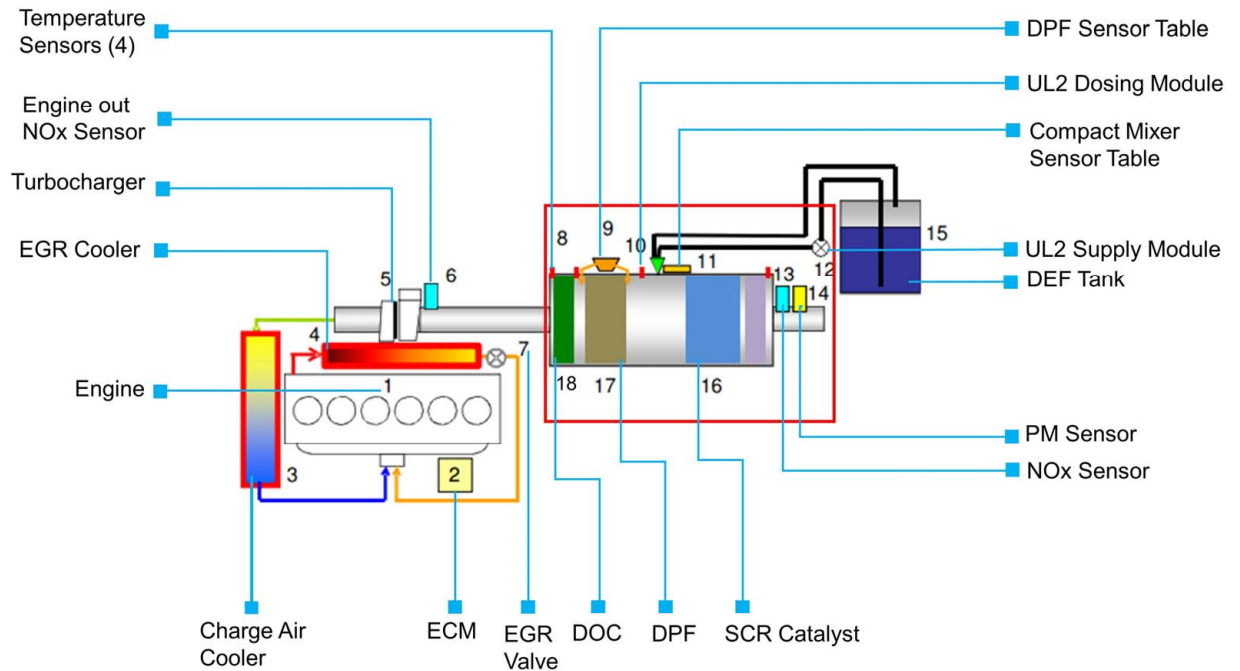 Temperature
Sensors (4)
Engine out
NOx Sensor
Turbocharger
EGR Cooler
Engine
DPF Sensor Table
UL2 Dosing Module
Compact Mixer
Sensor Table
UL2 Supply Module
DEF Tank
PM Sensor
NOx Sensor
5
6
8
9
10
11
12
13
14
15
4
7
1
2
3
18
17
16
Charge Air
Cooler
ECM
EGR
Valve
DOC
DPF
SCR Catalyst